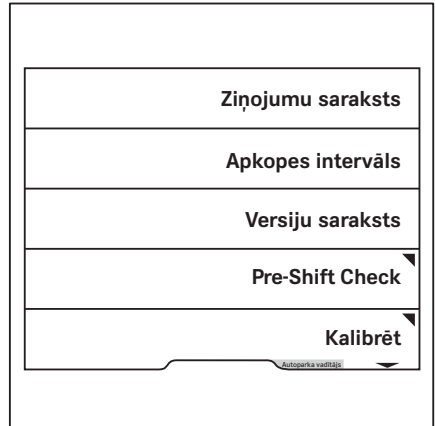 Ziņojumu saraksts
Apkopes intervāls
Versiju saraksts
Pre-Shift Check
Kalibrēt
Autoparka vadītājs